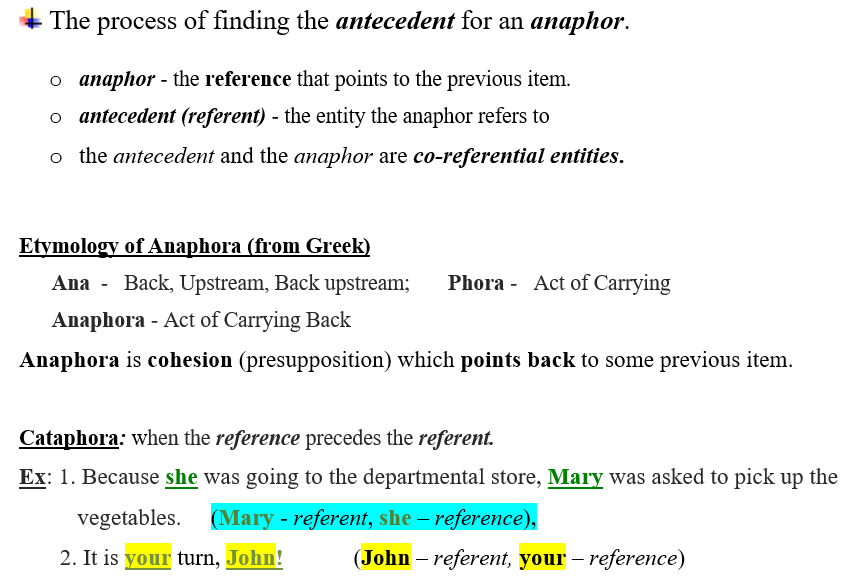 The process of finding the antecedent for an anaphor.
o anaphor - the reference that points to the previous item.
o antecedent (referent) - the entity the anaphor refers to
o the antecedent and the anaphor are co-referential entities.
Etymology of Anaphora (from Greek)
Ana - Back, Upstream, Back upstream; Phora - Act of Carrying
Anaphora - Act of Carrying Back
Anaphora is cohesion (presupposition) which points back to some previous item.
Cataphora: when the reference precedes the referent.
Ex: 1. Because she was going to the departmental store, Mary was asked to pick up the
vegetables. (Mary - referent, she – reference),
2. It is your turn, John! (John – referent, your – reference)